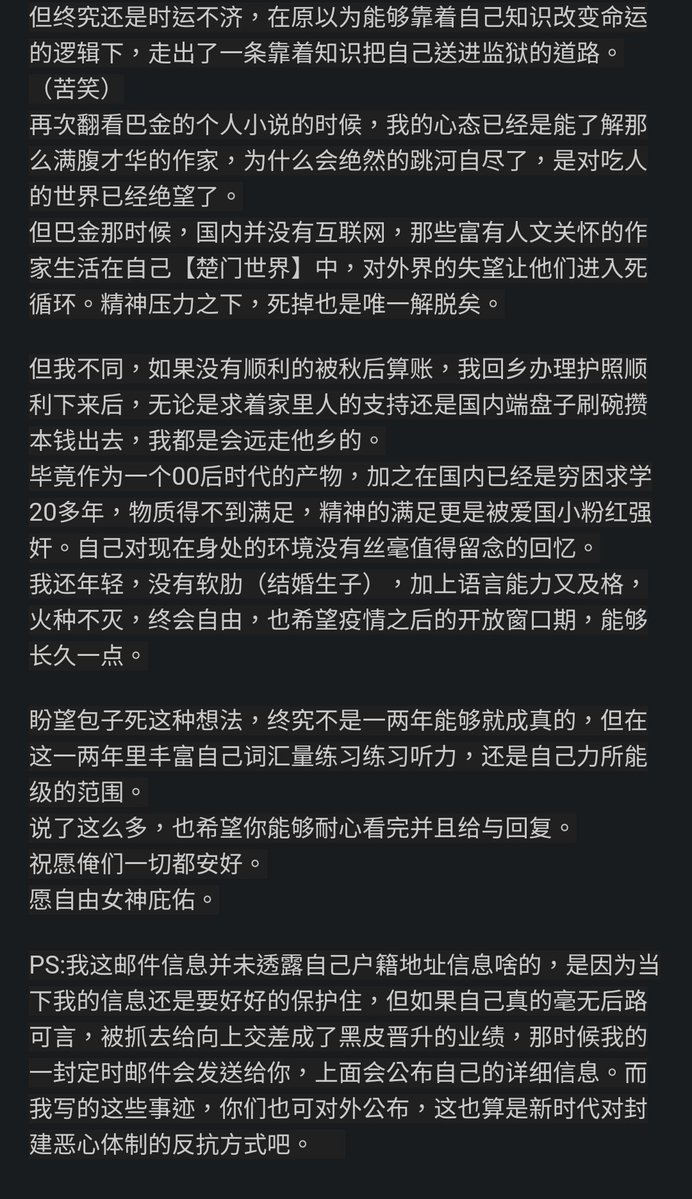 但终究还是时运不济，在原以为能够靠着自己知识改变命运
的逻辑下，走出了一条靠着知识把自己送进监狱的道路。
（苦笑）
再次翻看巴金的个人小说的时候，我的心态已经是能了解那
么满腹才华的作家，为什么会绝然的跳河自尽了，是对吃人
的世界已经绝望了。
但巴金那时候，国内并没有互联网，那些富有人文关怀的作
家生活在自己【楚门世界】中，对外界的失望让他们进入死
循环。精神压力之下，死掉也是唯一解脱矣。
但我不同，如果没有顺利的被秋后算账，我回乡办理护照顺
利下来后，无论是求着家里人的支持还是国内端盘子刷碗攒
本钱出去，我都是会远走他乡的。
毕竟作为一个00后时代的产物，加之在国内已经是穷困求学
20多年，物质得不到满足，精神的满足更是被爱国小粉红强
奸。自己对现在身处的环境没有丝毫值得留念的回忆。
我还年轻，没有软肋（结婚生子），加上语言能力又及格，
火种不灭，终会自由，也希望疫情之后的开放窗口期，能够
长久一点。
盼望包子死这种想法，终究不是一两年能够就成真的，但在
这一两年里丰富自己词汇量练习练习听力，还是自己力所能
级的范围。
说了这么多，也希望你能够耐心看完并且给与回复。
祝愿俺们一切都安好。
愿自由女神庇佑。
PS:我这邮件信息并未透露自己户籍地址信息啥的，是因为当
下我的信息还是要好好的保护住，但如果自己真的毫无后路
可言，被抓去给向上交差成了黑皮晋升的业绩，那时候我的
一封定时邮件会发送给你，上面会公布自己的详细信息。而
我写的这些事迹，你们也可对外公布，这也算是新时代对封
建恶心体制的反抗方式吧。